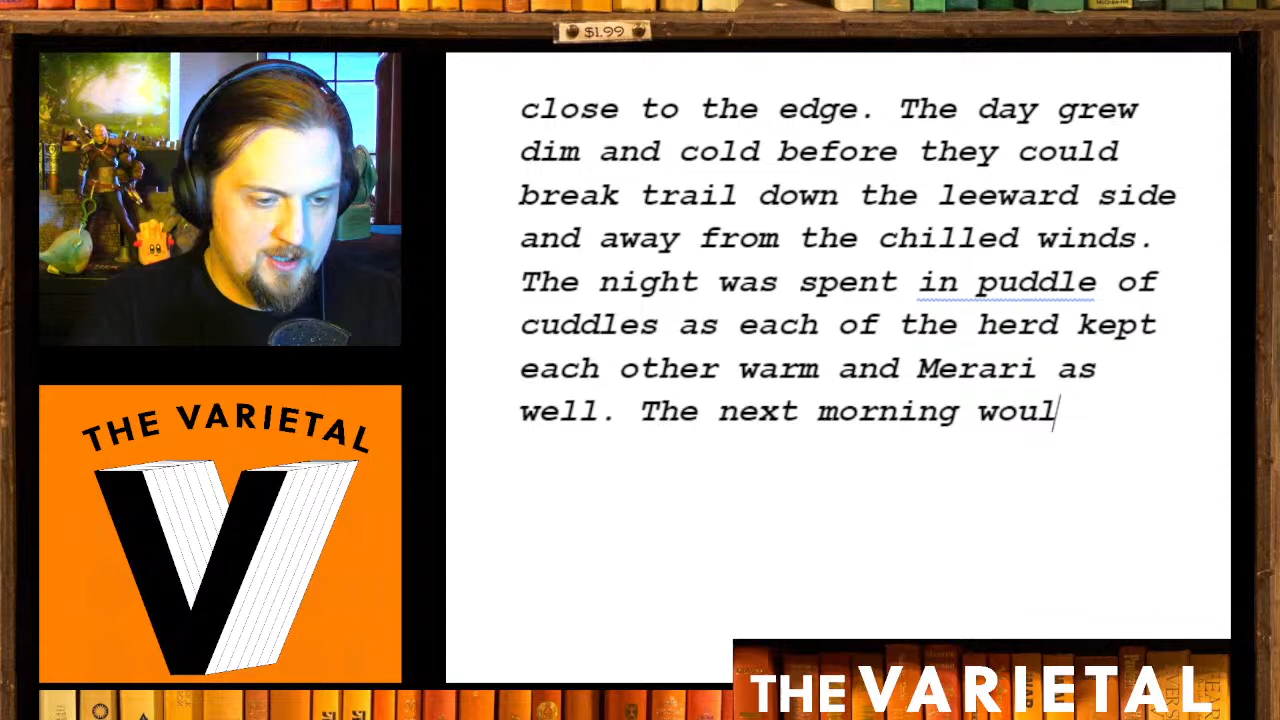 $1.99
close to the edge. The day grew
dim and cold before they could
break trail down the leeward side
and away from the chilled winds.
The night was spent in puddle of
cuddles as each of the herd kept
each other warm and Merari as
well. The next morning woul
THE VARIETAL
V
THE VARIETAL